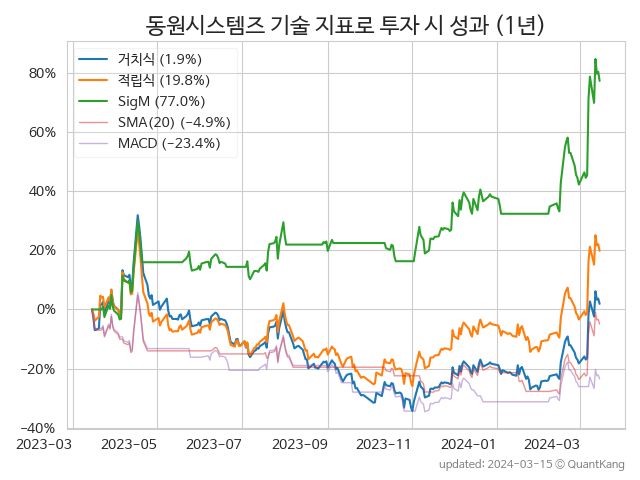 동원시스템즈 기술 지표로 투자 시 성과 (1년)
거치식 (1.9%)
적립식 (19.8%)
SigM (77.0%)
SMA(20) (−4.9%)
MACD (−23.4%)
80%
60%
40%
20%
0%
−20%
−40%
2023-03 2023-05 2023-07 2023-09 2023-11 2024-01 2024-03
updated: 2024-03-15 © QuantKang